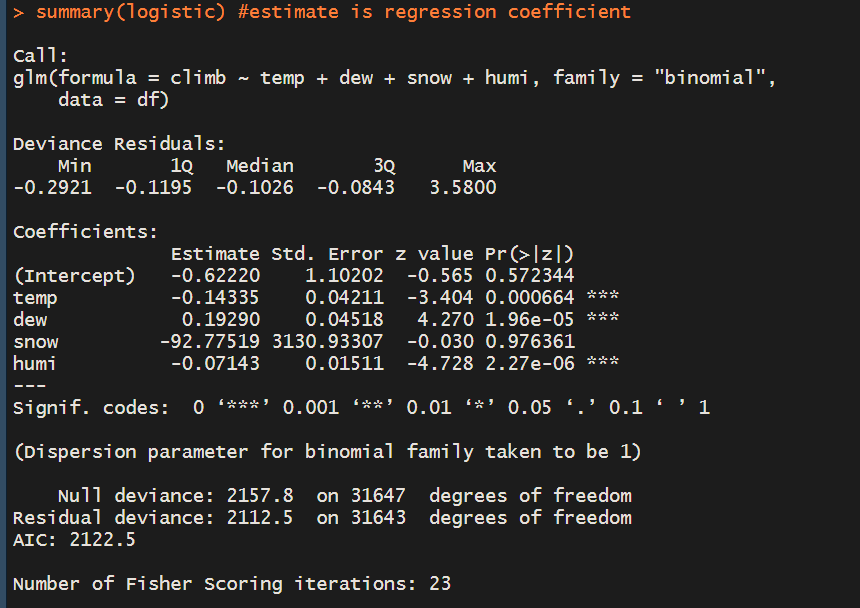 > summary(logistic) #estimate is regression coefficient
Call:
glm(formula = climb ~ temp + dew + snow + humi, family = "binomial",
    data = df)
Deviance Residuals:
    Min       1Q   Median       3Q      Max
-0.2921  -0.1195  -0.1026  -0.0843   3.5800
Coefficients:
              Estimate Std. Error z value Pr(>|z|)
(Intercept)   -0.62220    1.10202  -0.565 0.572344
temp          -0.14335    0.04211  -3.404 0.000664 ***
dew            0.19290    0.04518   4.270 1.96e-05 ***
snow         -92.77519 3130.93307  -0.030 0.976361
humi          -0.07143    0.01511  -4.728 2.27e-06 ***
---
Signif. codes:  0 ‘***’ 0.001 ‘**’ 0.01 ‘*’ 0.05 ‘.’ 0.1 ‘ ’ 1
(Dispersion parameter for binomial family taken to be 1)
    Null deviance: 2157.8  on 31647  degrees of freedom
Residual deviance: 2112.5  on 31643  degrees of freedom
AIC: 2122.5
Number of Fisher Scoring iterations: 23